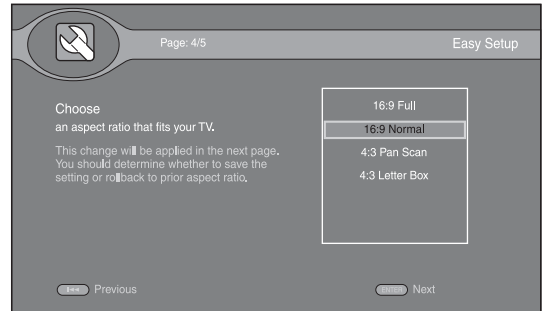 Page: 4/5
Easy Setup
Choose
an aspect ratio that fits your TV.
This change will be applied in the next page.
You should determine whether to save the
setting or rollback to prior aspect ratio.
16:9 Full
16:9 Normal
4:3 Pan Scan
4:3 Letter Box
Previous
ENTER Next